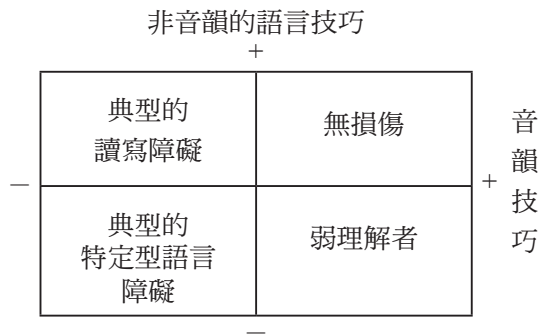 非音韻的語言技巧
+
典型的
讀寫障礙
無損傷
—
+
音韻技巧
典型的
特定型語言
障礙
弱理解者
—